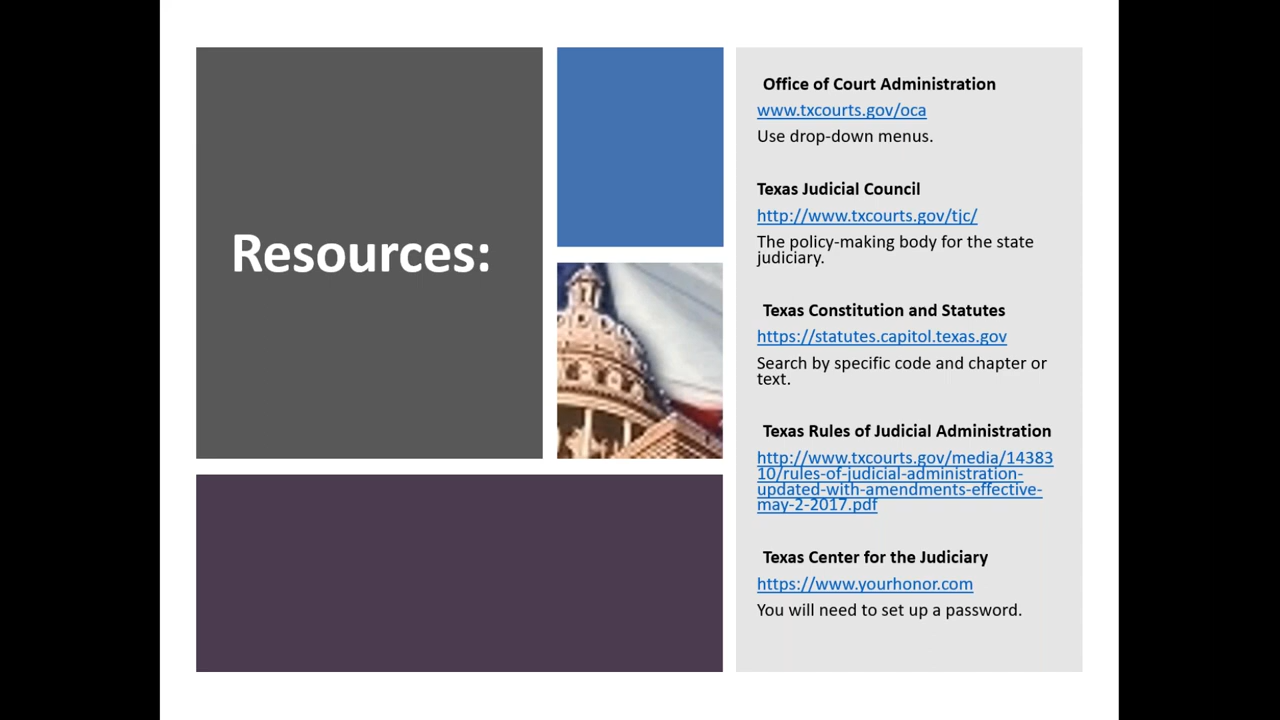 Resources:
Office of Court Administration
www.txcourts.gov/oca
Use drop-down menus.
Texas Judicial Council
http://www.txcourts.gov/tjc/
The policy-making body for the state
judiciary.
Texas Constitution and Statutes
https://statutes.capitol.texas.gov
Search by specific code and chapter or
text.
Texas Rules of Judicial Administration
http://www.txcourts.gov/media/14383
10/rules-of-judicial-administration-
updated-with-amendments-effective-
may-2-2017.pdf
Texas Center for the Judiciary
https://www.yourhonor.com
You will need to set up a password.